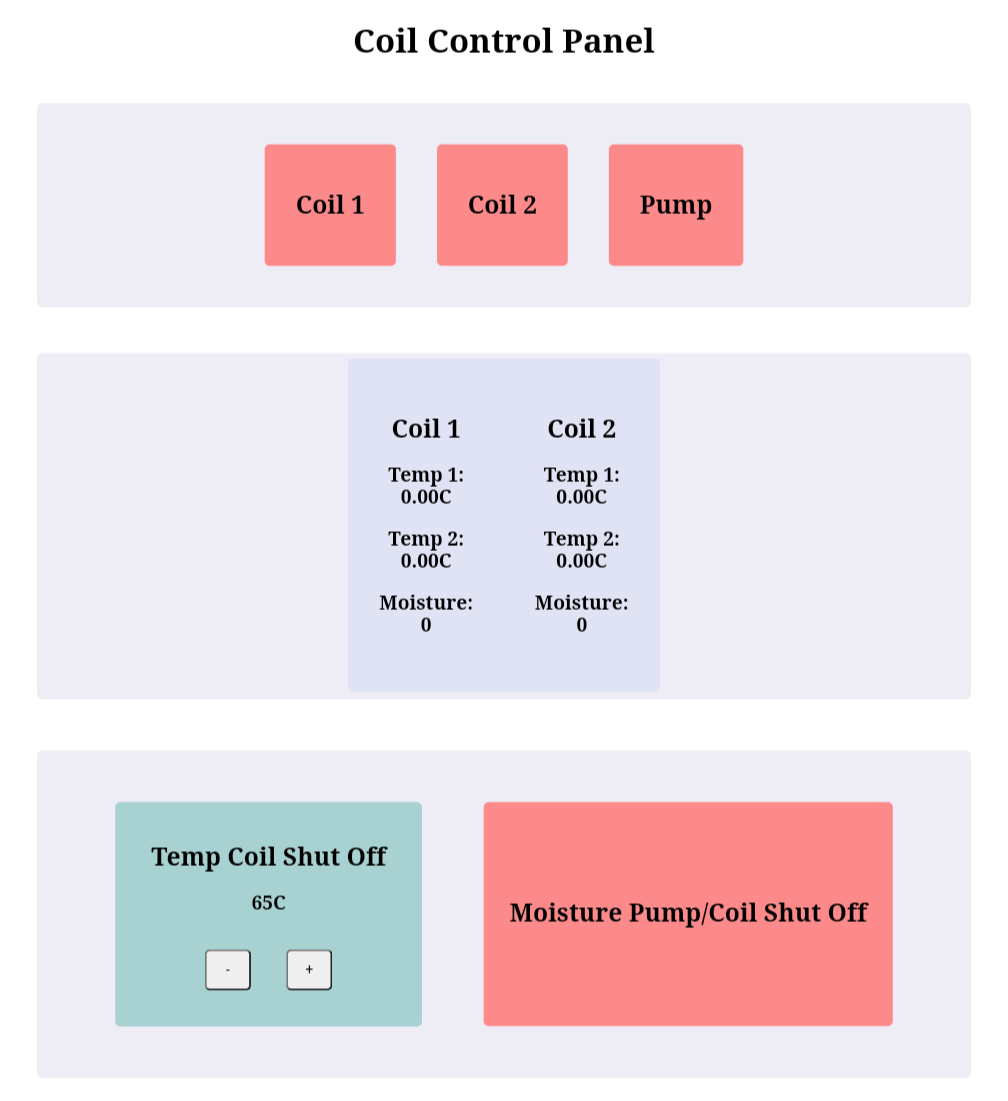 Coil Control Panel
Coil 1
Coil 2
Pump
Coil 1
Temp 1:
0.00C
Temp 2:
0.00C
Moisture:
0
Coil 2
Temp 1:
0.00C
Temp 2:
0.00C
Moisture:
0
Temp Coil Shut Off
65C
-
+
Moisture Pump/Coil Shut Off